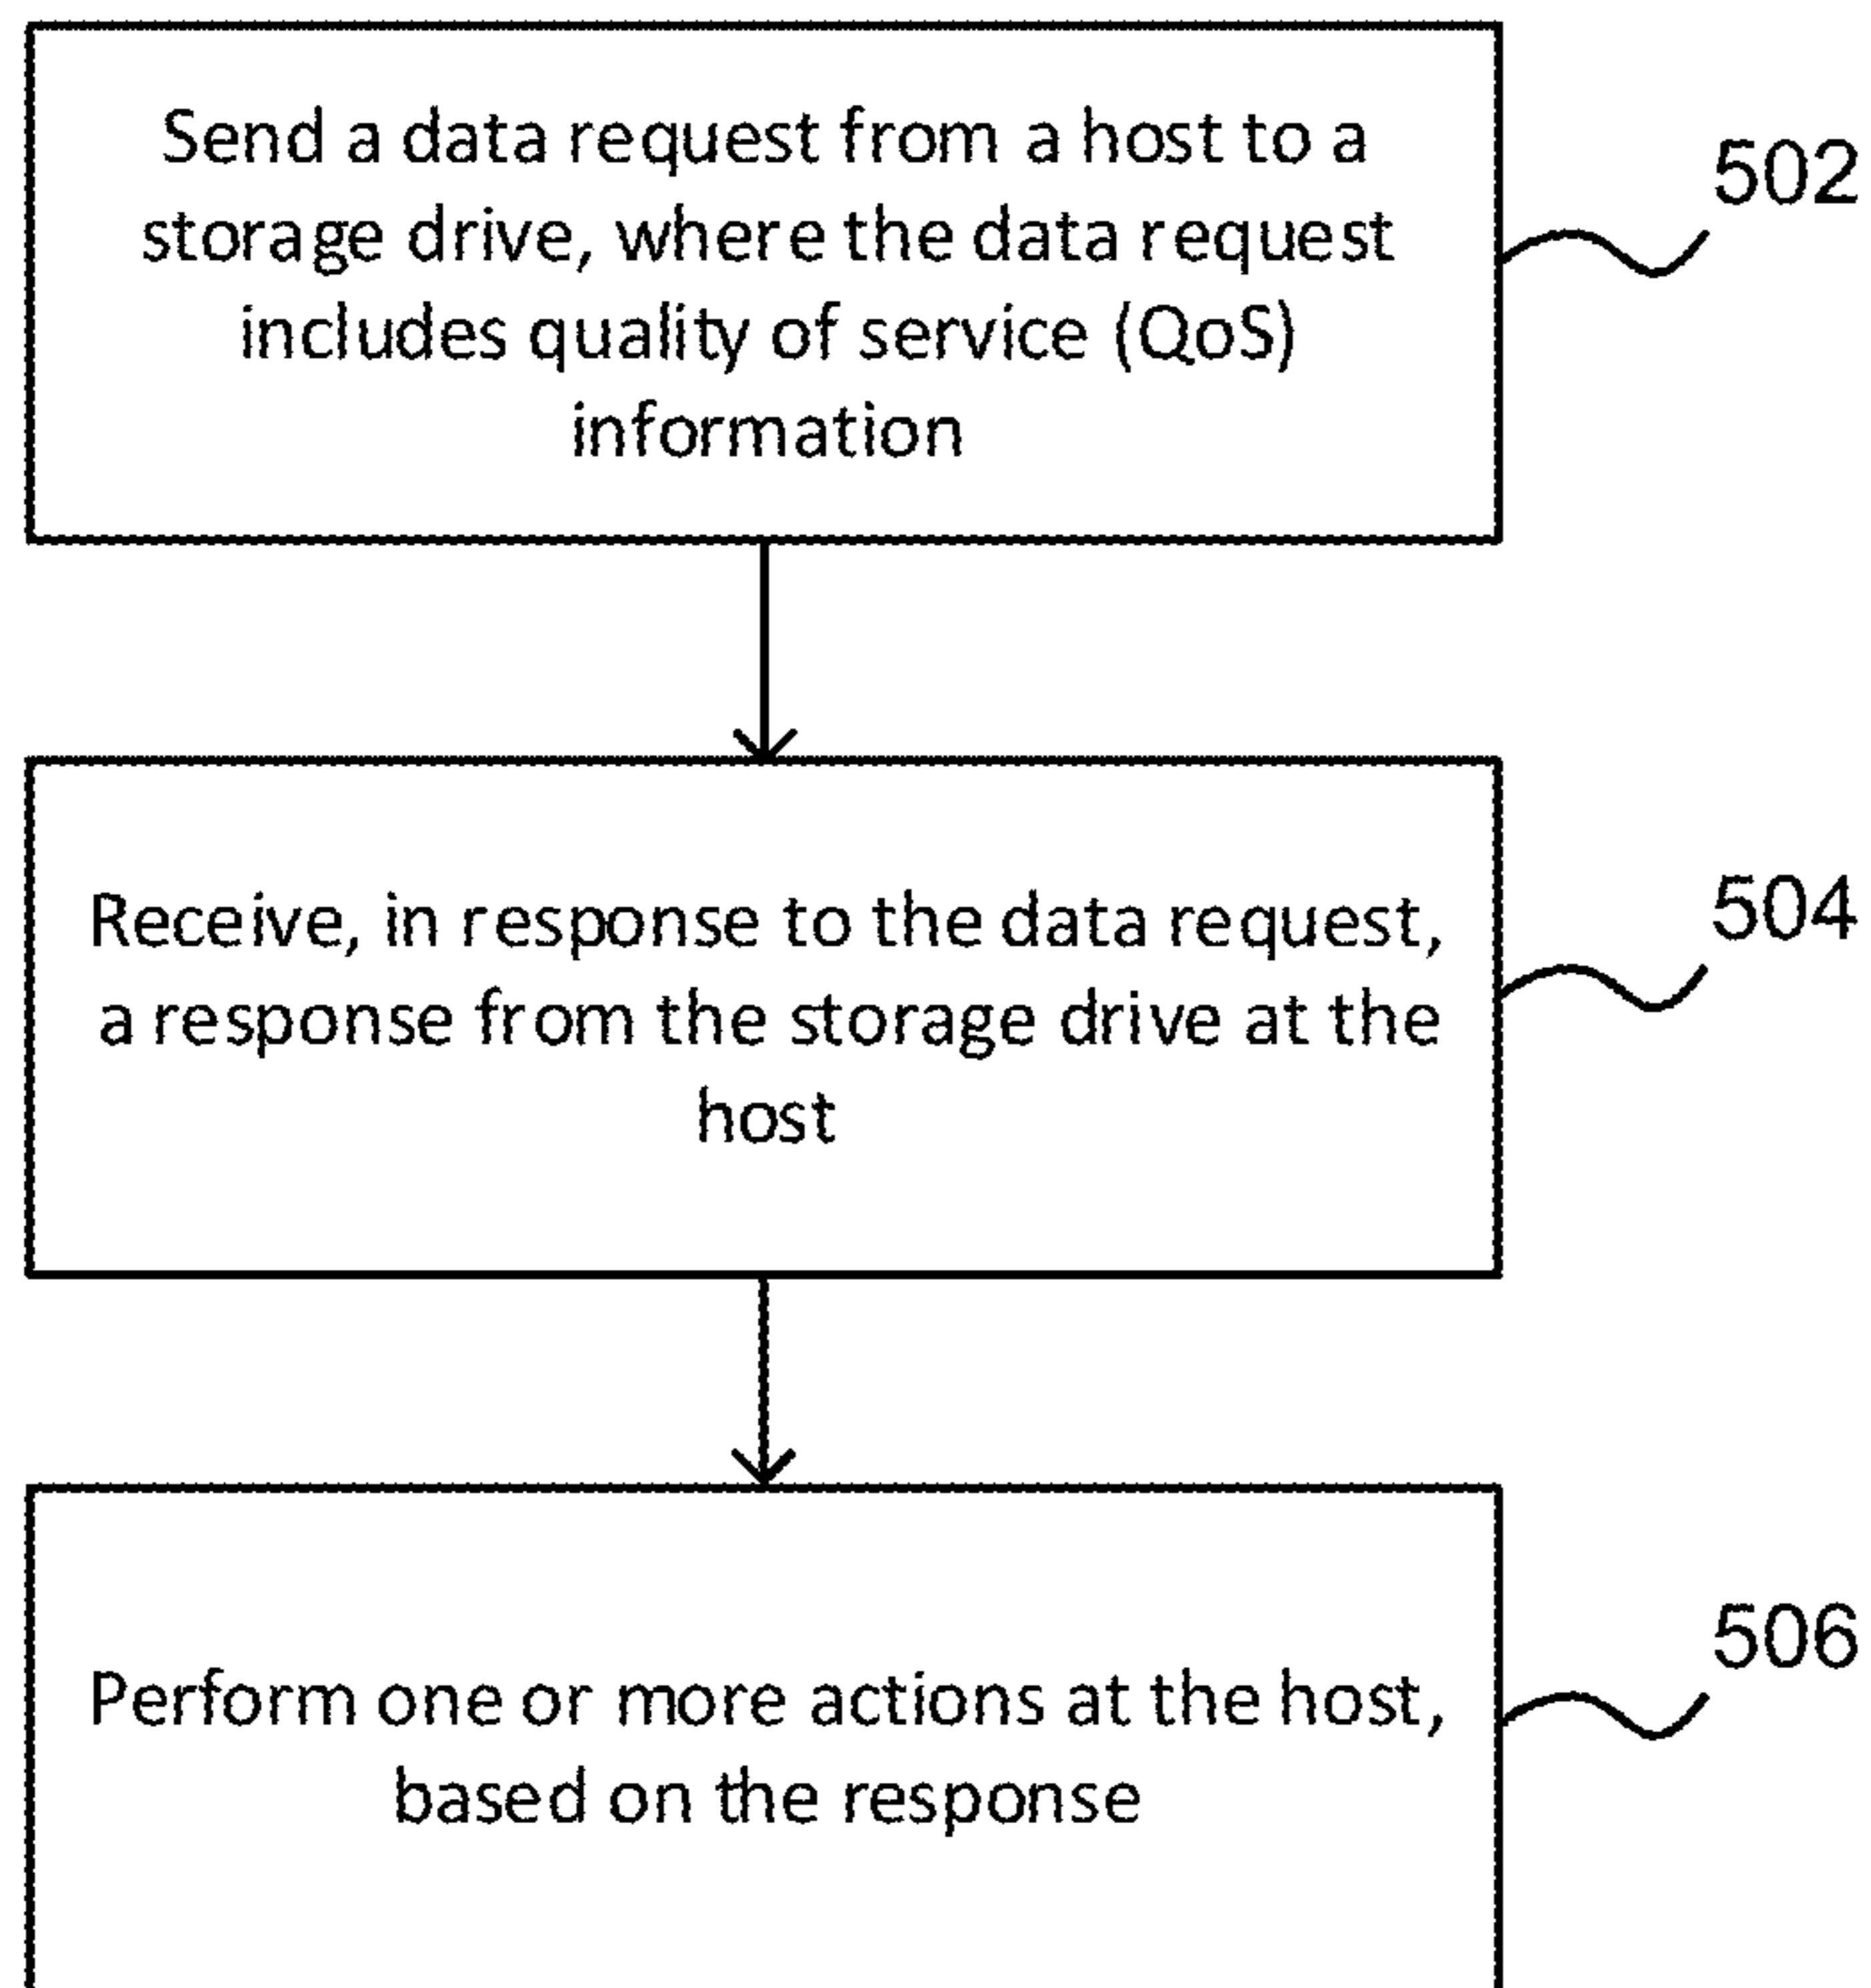 Send a data request from a host to a
storage drive, where the data request
includes quality of service (QoS)
information
502
Receive, in response to the data request,
a response from the storage drive at the
host
504
Perform one or more actions at the host,
based on the response
506